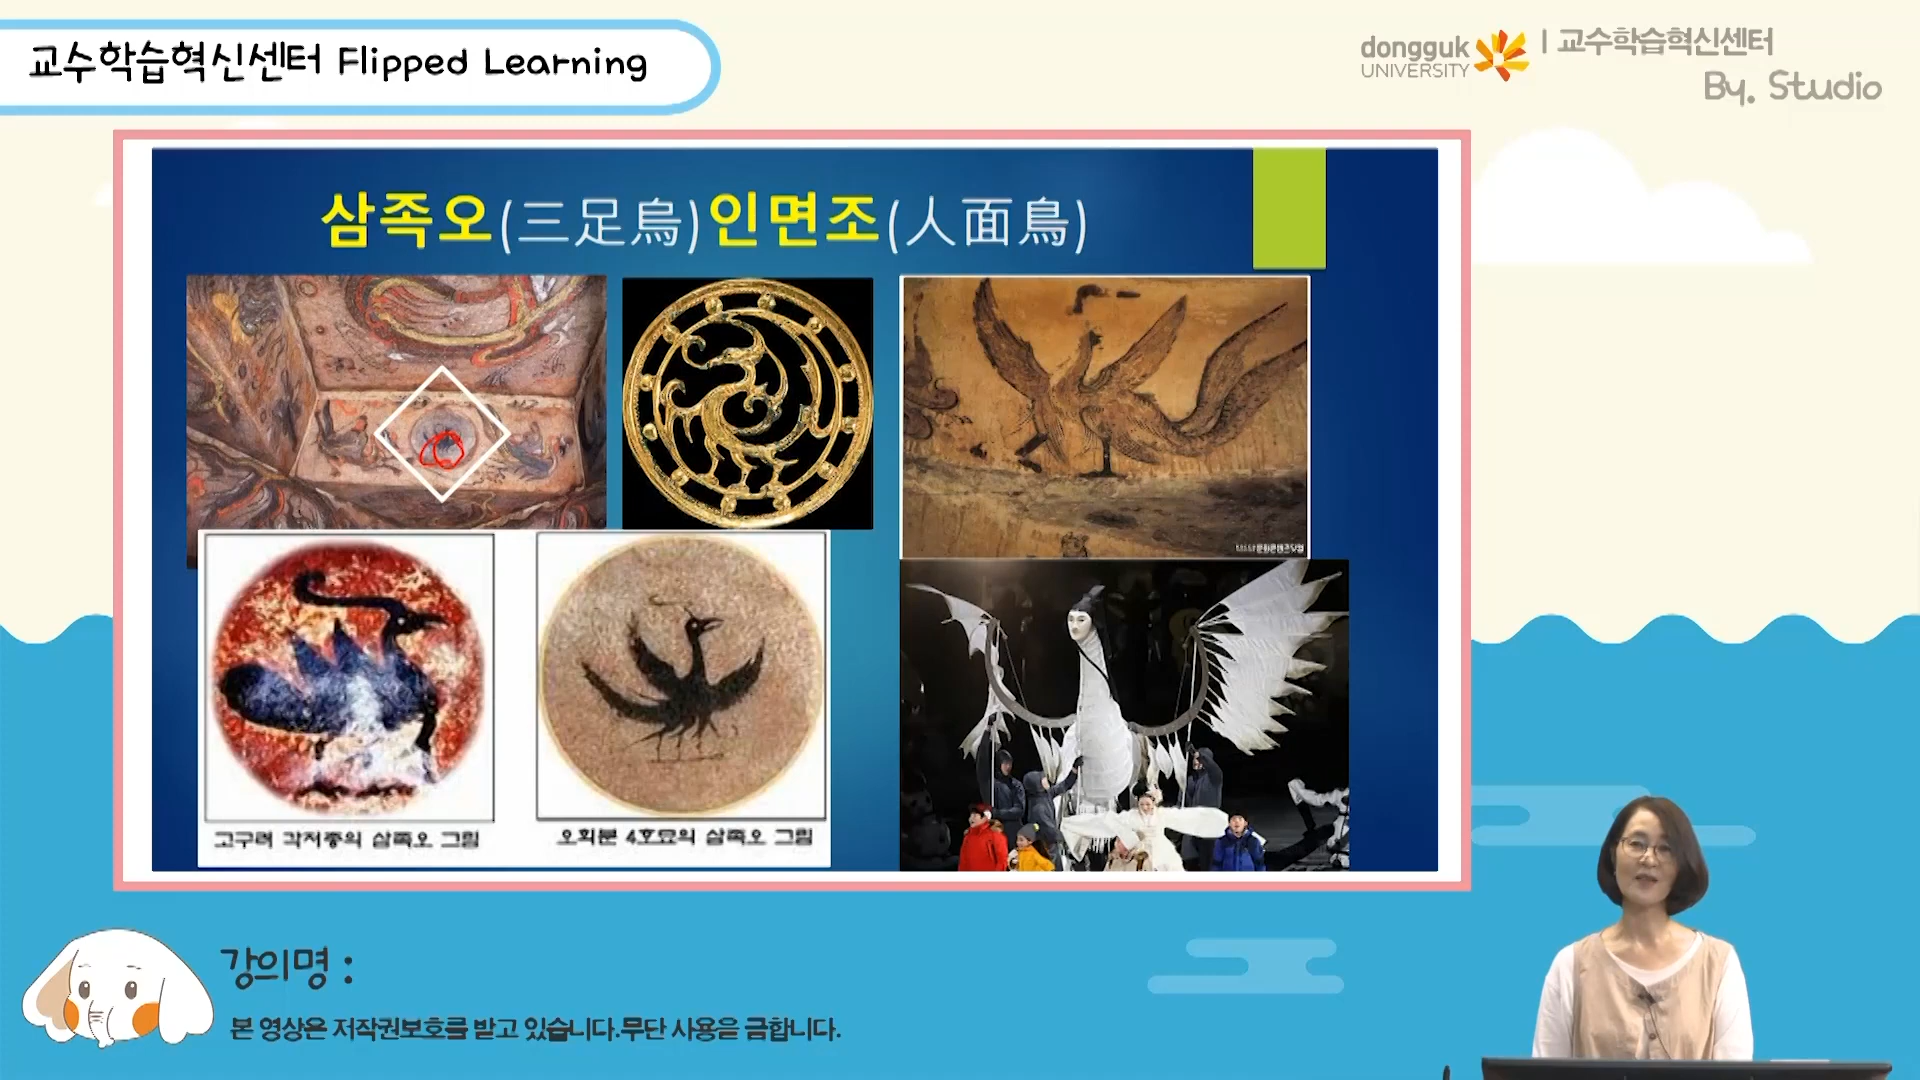 교수학습혁신센터 Flipped Learning
dongguk
UNIVERSITY
| 교수학습혁신센터
By. Studio
삼족오(三足烏)인면조(人面鳥)
고구려 각저총의 삼족오 그림
오회분 4호묘의 삼족오 그림
강의명 :
본 영상은 저작권보호를 받고 있습니다.무단 사용을 금합니다.